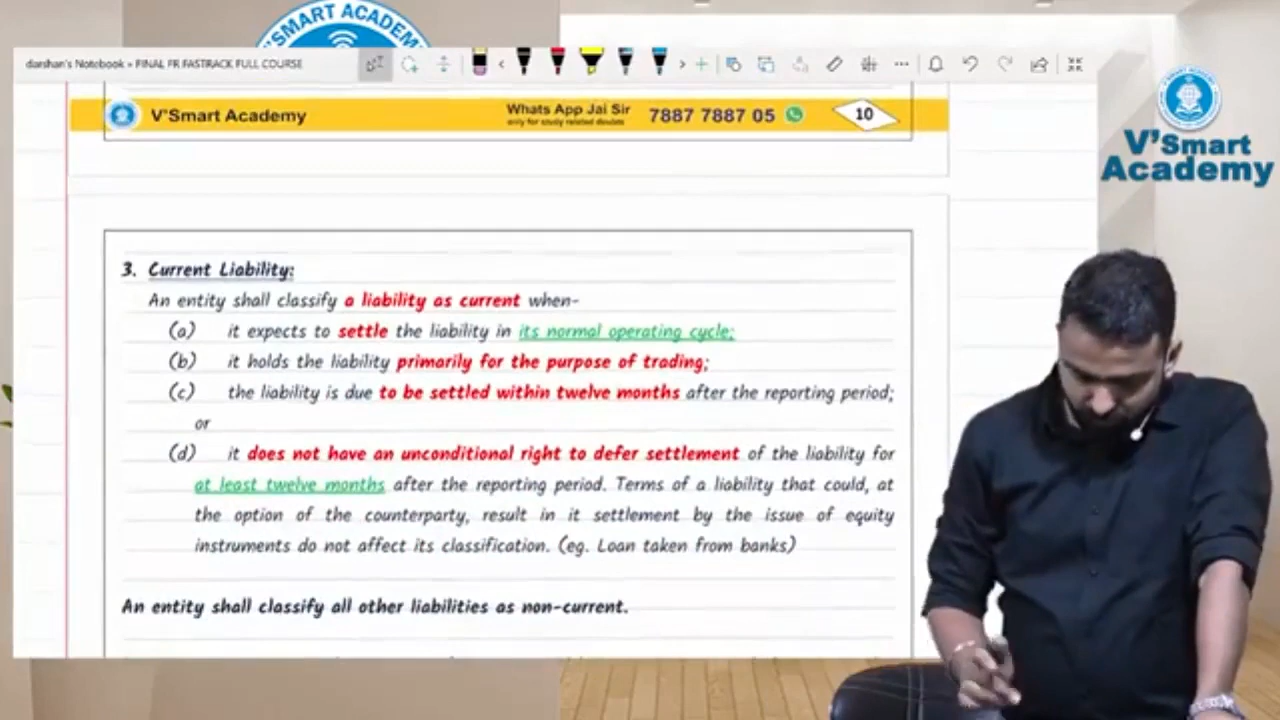 SMART ACADEMY
darshan's Notebook » FINAL FR FASTRACK FULL COURSE
V'Smart Academy
Whats App Jai Sir
only for study related doubts
7887 7887 05
10
V'Smart
Academy
3. Current Liability:
An entity shall classify a liability as current when-
(a) it expects to settle the liability in its normal operating cycle;
(b) it holds the liability primarily for the purpose of trading;
(c) the liability is due to be settled within twelve months after the reporting period;
or
(d) it does not have an unconditional right to defer settlement of the liability for
at least twelve months after the reporting period. Terms of a liability that could, at
the option of the counterparty, result in it settlement by the issue of equity
instruments do not affect its classification. (eg. Loan taken from banks)
An entity shall classify all other liabilities as non-current.